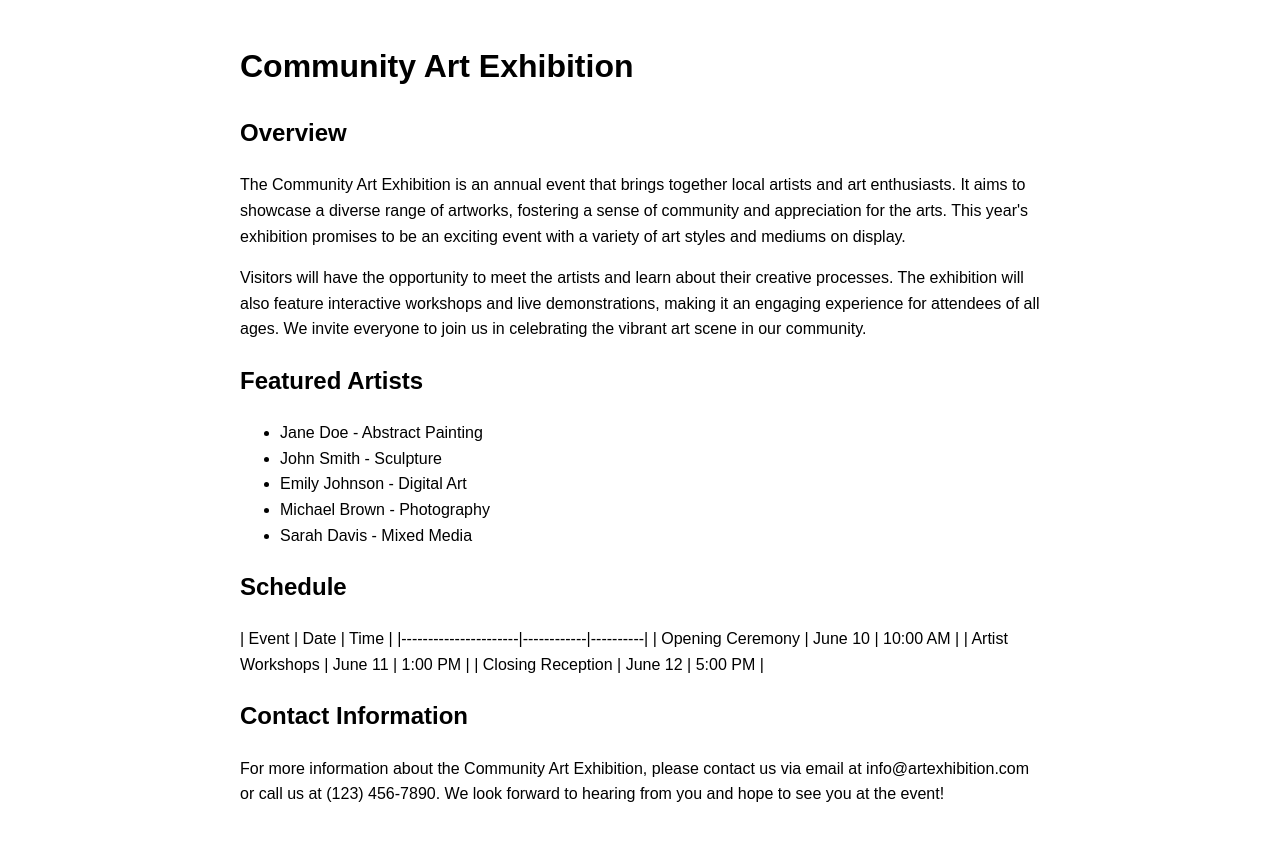 Community Art Exhibition
Overview
The Community Art Exhibition is an annual event that brings together local artists and art enthusiasts. It aims to
showcase a diverse range of artworks, fostering a sense of community and appreciation for the arts. This year's
exhibition promises to be an exciting event with a variety of art styles and mediums on display.
Visitors will have the opportunity to meet the artists and learn about their creative processes. The exhibition will
also feature interactive workshops and live demonstrations, making it an engaging experience for attendees of all
ages. We invite everyone to join us in celebrating the vibrant art scene in our community.
Featured Artists
• Jane Doe - Abstract Painting
• John Smith - Sculpture
• Emily Johnson - Digital Art
• Michael Brown - Photography
• Sarah Davis - Mixed Media
Schedule
| Event | Date | Time | |----------------------|------------|----------| | Opening Ceremony | June 10 | 10:00 AM | | Artist
Workshops | June 11 | 1:00 PM | | Closing Reception | June 12 | 5:00 PM |
Contact Information
For more information about the Community Art Exhibition, please contact us via email at info@artexhibition.com
or call us at (123) 456-7890. We look forward to hearing from you and hope to see you at the event!